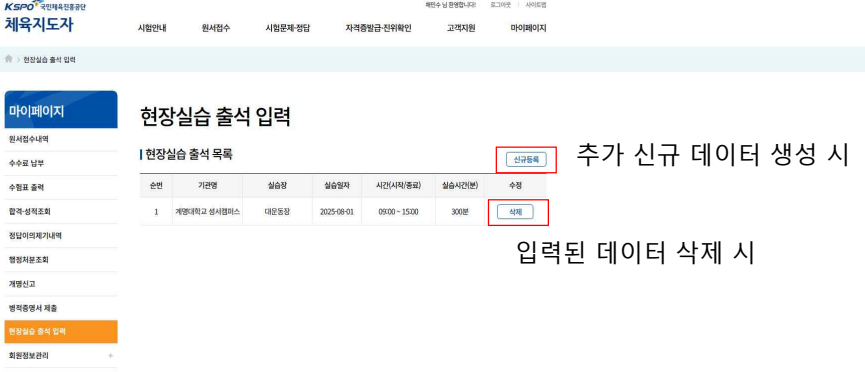 KSPO 국민체육진흥공단
체육지도자
님 환영합니다! 로그아웃 | 사이트맵
시험안내 원서접수 시험문제·정답 자격증발급·진위확인 고객지원 마이페이지
> 현장실습 출석 입력
마이페이지
원서접수내역
수수료 납부
수험표 출력
합격·성적조회
정답이의제기내역
행정처분조회
개명신고
병적증명서 제출
현장실습 출석 입력
회원정보관리 +
현장실습 출석 입력
현장실습 출석 목록
신규등록
추가 신규 데이터 생성 시
순번 기관명 실습장 실습일자 시간(시작/종료) 실습시간(분) 수정
1 계명대학교 성서캠퍼스 대운동장 2025-08-01 09:00 ~ 15:00 300분 삭제
입력된 데이터 삭제 시